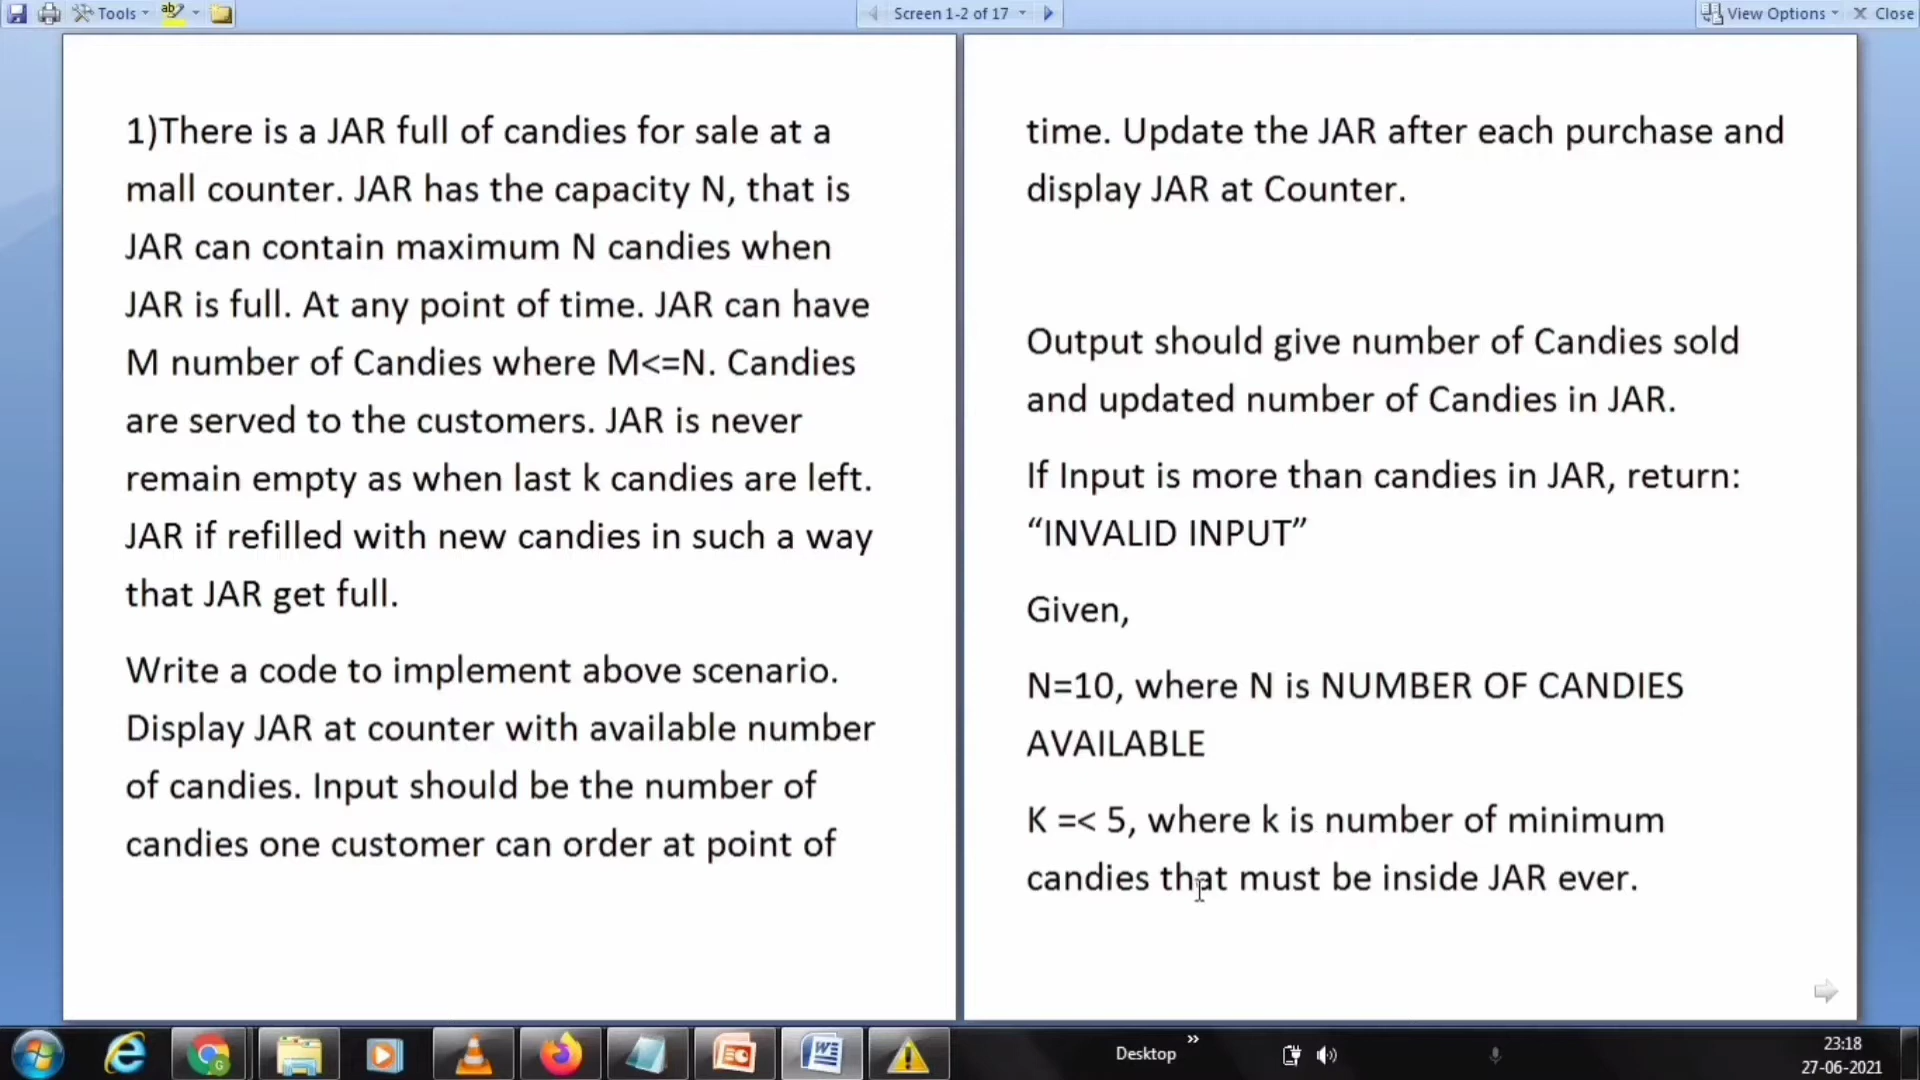 Tools
Screen 1-2 of 17
View Options
Close
1)There is a JAR full of candies for sale at a
mall counter. JAR has the capacity N, that is
JAR can contain maximum N candies when
JAR is full. At any point of time. JAR can have
M number of Candies where M<=N. Candies
are served to the customers. JAR is never
remain empty as when last k candies are left.
JAR if refilled with new candies in such a way
that JAR get full.
Write a code to implement above scenario.
Display JAR at counter with available number
of candies. Input should be the number of
candies one customer can order at point of
time. Update the JAR after each purchase and
display JAR at Counter.
Output should give number of Candies sold
and updated number of Candies in JAR.
If Input is more than candies in JAR, return:
“INVALID INPUT”
Given,
N=10, where N is NUMBER OF CANDIES
AVAILABLE
K =< 5, where k is number of minimum
candies that must be inside JAR ever.
Desktop
23:18
27-06-2021